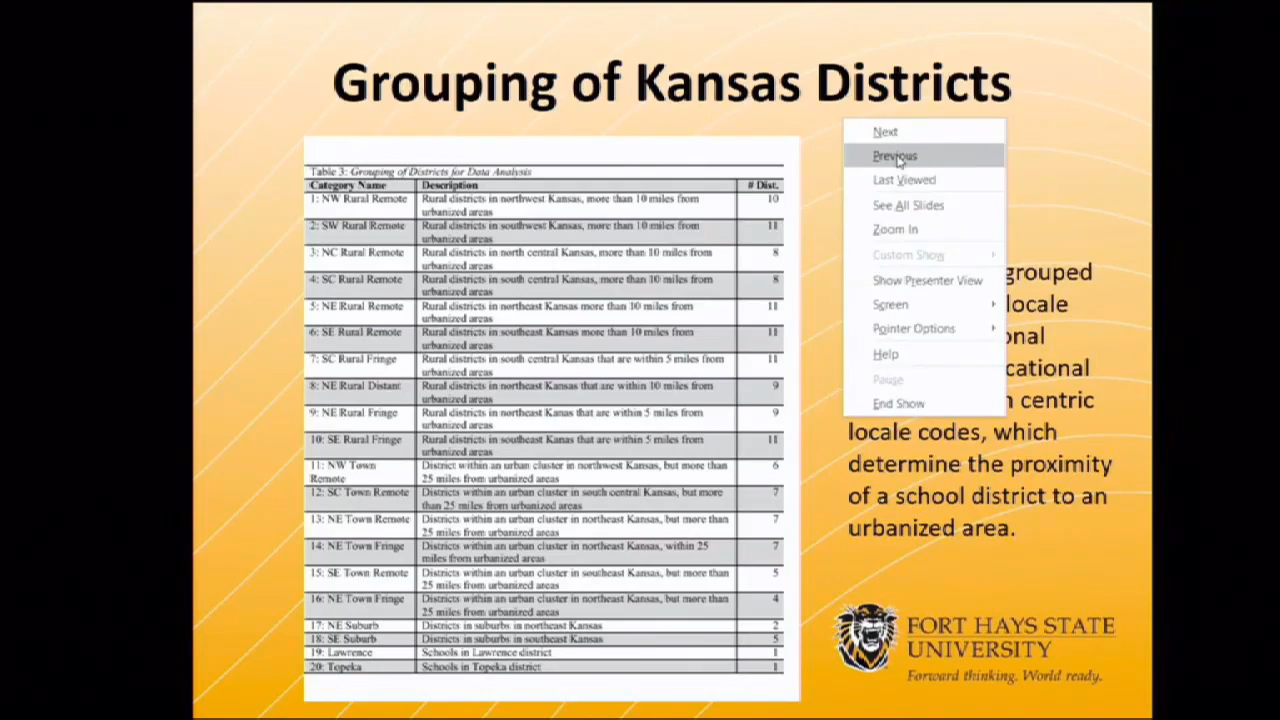 Grouping of Kansas Districts
Table 3: Grouping of Districts for Data Analysis
Category Name Description # Dist.
1: NW Rural Remote Rural districts in northwest Kansas, more than 10 miles from 10
urbanized areas
2: SW Rural Remote Rural districts in southwest Kansas, more than 10 miles from 11
urbanized areas
3: NC Rural Remote Rural districts in north central Kansas, more than 10 miles from 8
urbanized areas
4: SC Rural Remote Rural districts in south central Kansas, more than 10 miles from 8
urbanized areas
5: NE Rural Remote Rural districts in northeast Kansas more than 10 miles from 11
urbanized areas
6: SE Rural Remote Rural districts in southeast Kansas more than 10 miles from 11
urbanized areas
7: SC Rural Fringe Rural districts in south central Kansas that are within 5 miles from 11
urbanized areas
8: NE Rural Distant Rural districts in northeast Kansas that are within 10 miles from 9
urbanized areas
9: NE Rural Fringe Rural districts in northeast Kanas that are within 5 miles from 9
urbanized areas
10: SE Rural Fringe Rural districts in southeast Kanas that are within 5 miles from 11
urbanized areas
11: NW Town District within an urban cluster in northwest Kansas, but more than 6
Remote 25 miles from urbanized areas
12: SC Town Remote Districts within an urban cluster in south central Kansas, but more 7
than 25 miles from urbanized areas
13: NE Town Remote Districts within an urban cluster in northeast Kansas, but more than 7
25 miles from urbanized areas
14: NE Town Fringe Districts within an urban cluster in northeast Kansas, within 25 7
miles from urbanized areas
15: SE Town Remote Districts within an urban cluster in southeast Kansas, but more than 5
25 miles from urbanized areas
16: NE Town Fringe Districts within an urban cluster in northeast Kansas, but more than 4
25 miles from urbanized areas
17: NE Suburb Districts in suburbs in northeast Kansas 2
18: SE Suburb Districts in suburbs in southeast Kansas 5
19: Lawrence Schools in Lawrence district 1
20: Topeka Schools in Topeka district 1
Next
Previous
Last Viewed
See All Slides
Zoom In
Custom Show
Show Presenter View
Screen
Pointer Options
Help
Pause
End Show
grouped
locale
centric
locale codes, which
determine the proximity
of a school district to an
urbanized area.
FORT HAYS STATE
UNIVERSITY
Forward thinking. World ready.